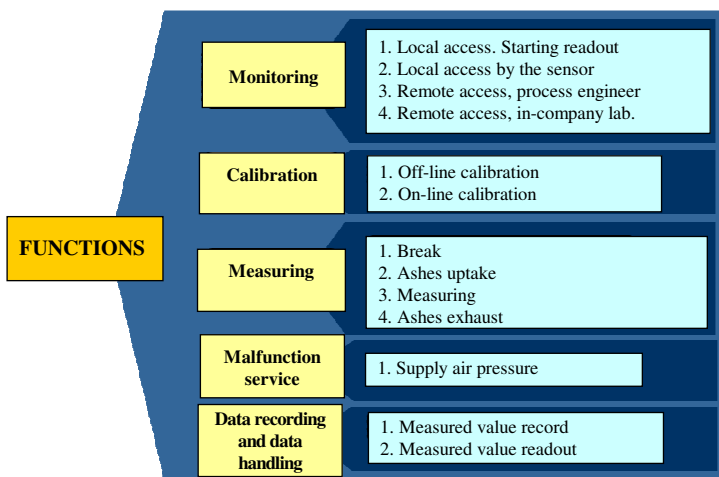 FUNCTIONS
Monitoring
1. Local access. Starting readout
2. Local access by the sensor
3. Remote access, process engineer
4. Remote access, in-company lab.
Calibration
1. Off-line calibration
2. On-line calibration
Measuring
1. Break
2. Ashes uptake
3. Measuring
4. Ashes exhaust
Malfunction
service
1. Supply air pressure
Data recording
and data
handling
1. Measured value record
2. Measured value readout